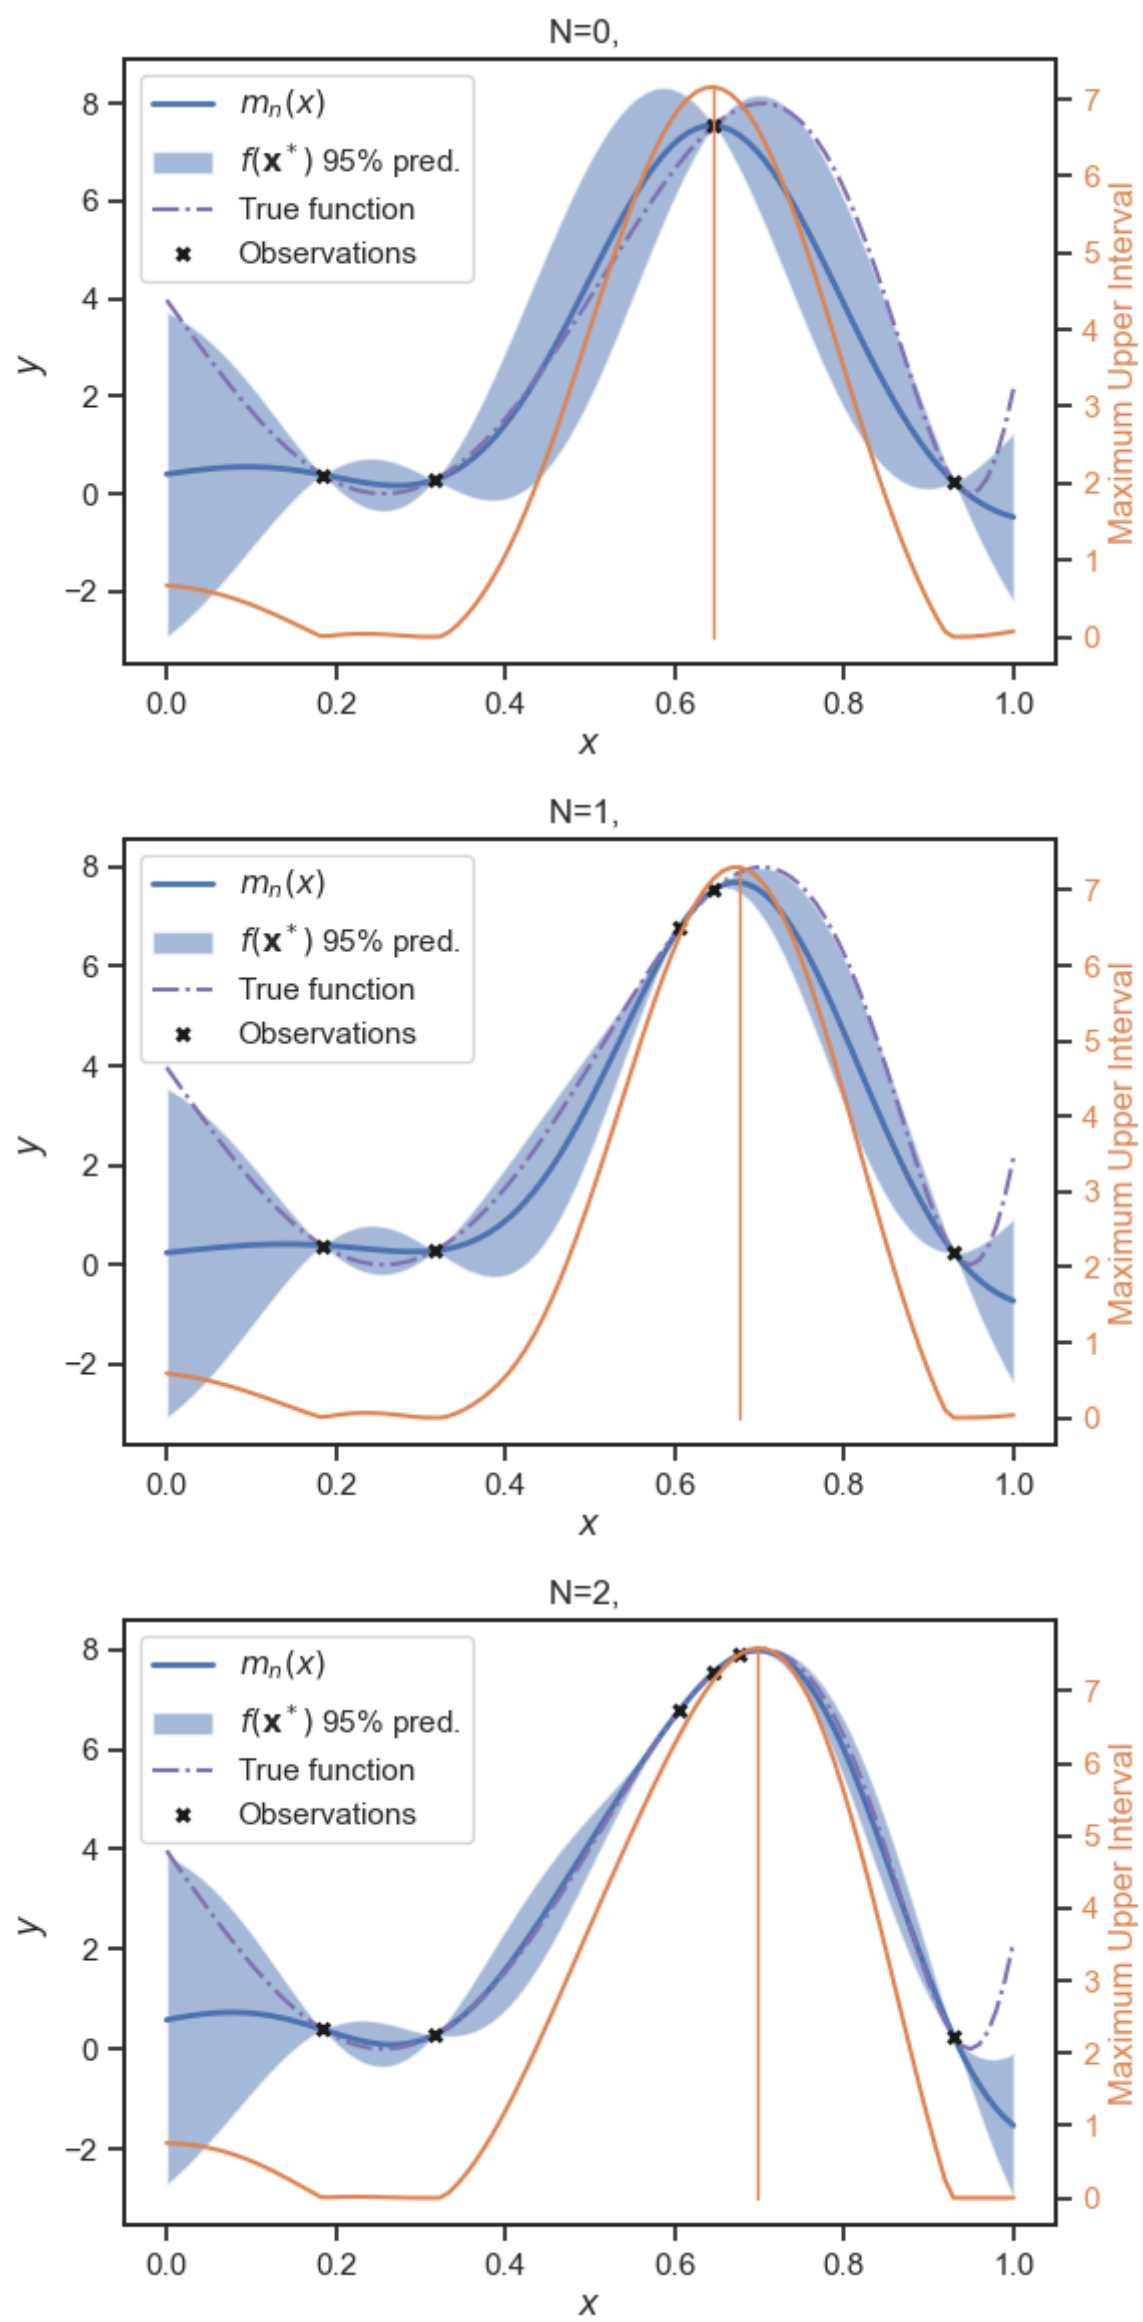 N=0,
mₙ(x)
f(x*) 95% pred.
True function
Observations
8
6
4
2
0
−2
y
7
6
5
4
3
2
1
0
Maximum Upper Interval
0.0 0.2 0.4 0.6 0.8 1.0
x
N=1,
mₙ(x)
f(x*) 95% pred.
True function
Observations
8
6
4
2
0
−2
y
7
6
5
4
3
2
1
0
Maximum Upper Interval
0.0 0.2 0.4 0.6 0.8 1.0
x
N=2,
mₙ(x)
f(x*) 95% pred.
True function
Observations
8
6
4
2
0
−2
y
7
6
5
4
3
2
1
0
Maximum Upper Interval
0.0 0.2 0.4 0.6 0.8 1.0
x